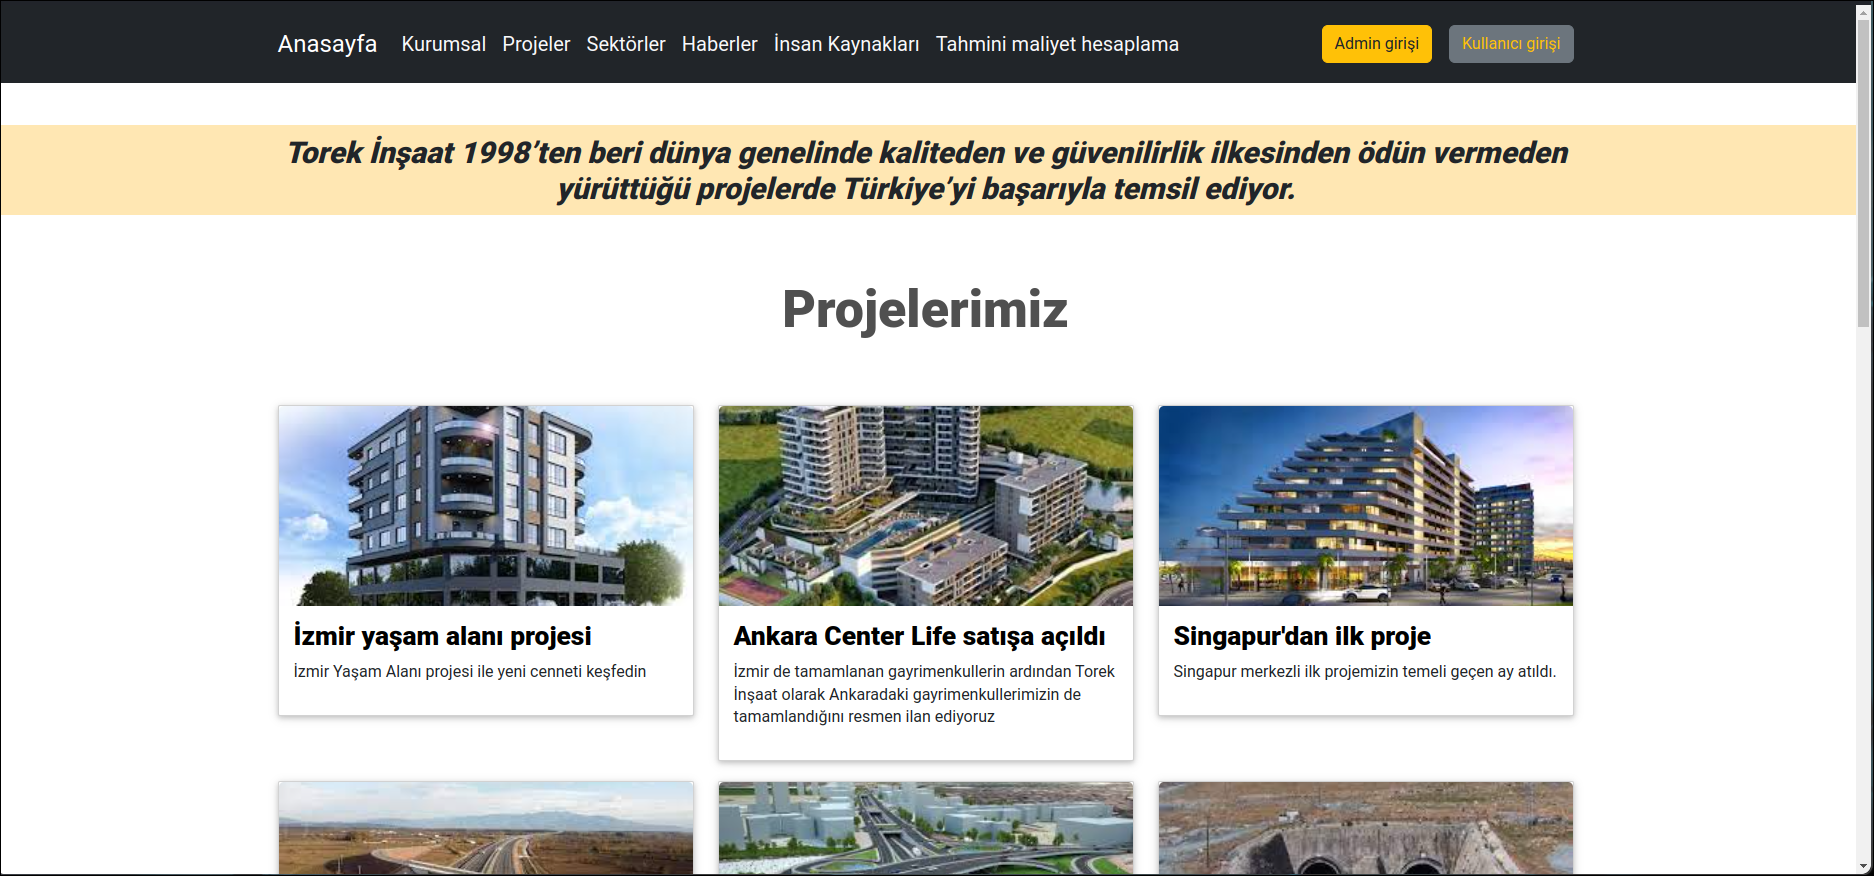 Anasayfa Kurumsal Projeler Sektörler Haberler İnsan Kaynakları Tahmini maliyet hesaplama Admin girişi Kullanıcı girişi
Torek İnşaat 1998’ten beri dünya genelinde kaliteden ve güvenilirlik ilkesinden ödün vermeden
yürüttüğü projelerde Türkiye’yi başarıyla temsil ediyor.
Projelerimiz
İzmir yaşam alanı projesi
İzmir Yaşam Alanı projesi ile yeni cenneti keşfedin
Ankara Center Life satışa açıldı
İzmir de tamamlanan gayrimenkullerin ardından Torek
İnşaat olarak Ankaradaki gayrimenkullerimizin de
tamamlandığını resmen ilan ediyoruz
Singapur'dan ilk proje
Singapur merkezli ilk projemizin temeli geçen ay atıldı.